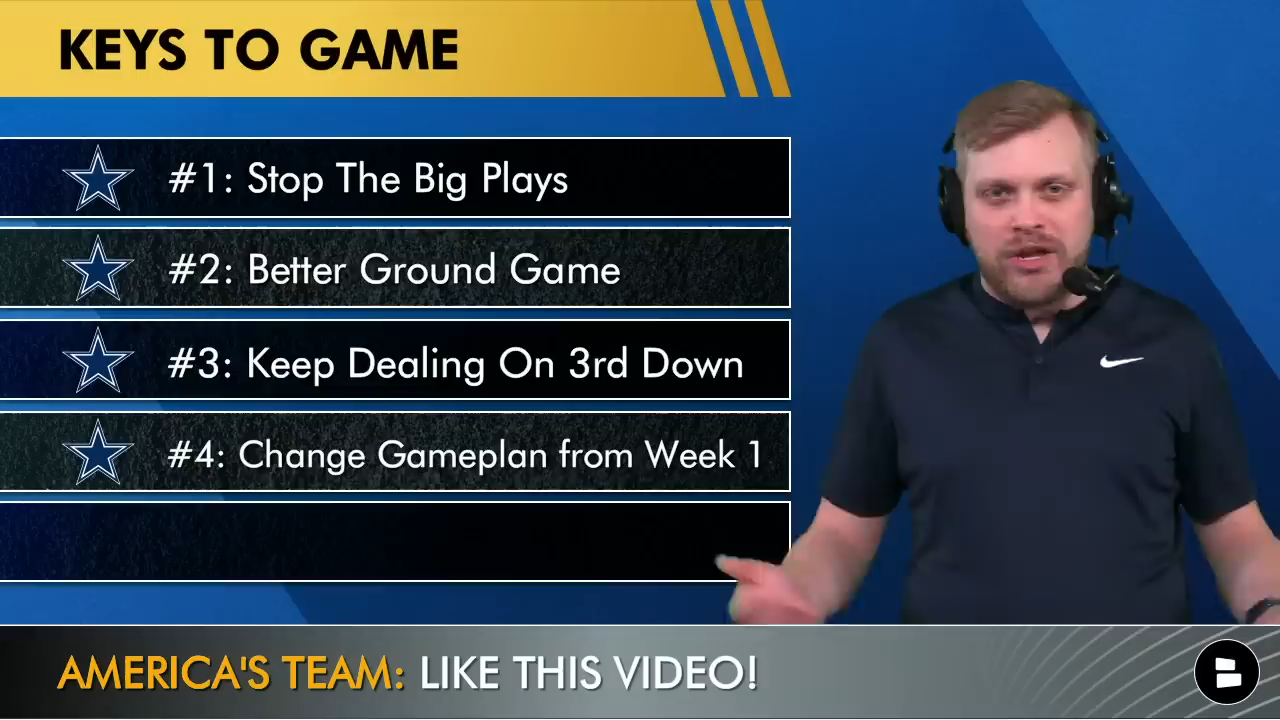 KEYS TO GAME
#1: Stop The Big Plays
#2: Better Ground Game
#3: Keep Dealing On 3rd Down
#4: Change Gameplan from Week 1
AMERICA'S TEAM: LIKE THIS VIDEO!